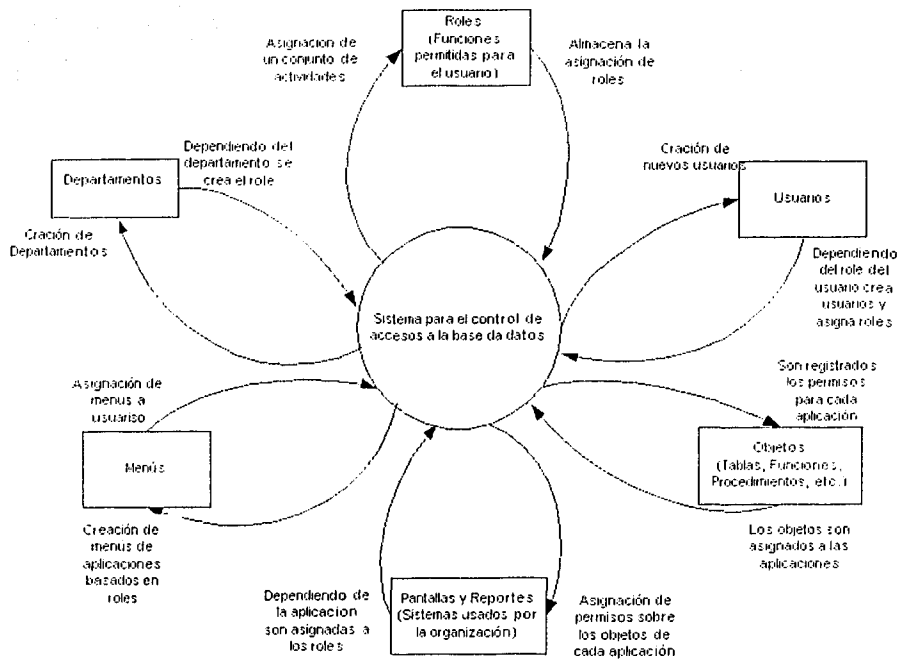 Roles
(Funciones
permitidas para
el usuario)
Asignación de
un conjunto de
actividades
Almacena la
asignación de
roles
Dependiendo del
departamento se
crea el role
Departamentos
Cración de
Departamentos
Cración de
nuevos usuarios
Usuarios
Dependiendo
del role del
usuario crea
usuarios y
asigna roles
Sistema para el control de
accesos a la base da datos
Asignación de
menus a
usuariso
Menús
Creación de
menus de
aplicaciones
basados en
roles
Son registrados
los permisos
para cada
aplicación
Objetos
(Tablas, Funciones,
Procedimientos, etc.)
Los objetos son
asignados a las
aplicaciones
Dependiendo de
la aplicacion
son asignadas a
los roles
Pantallas y Reportes
(Sistemas usados por
la organización)
Asignación de
permisos sobre
los objetos de
cada aplicación